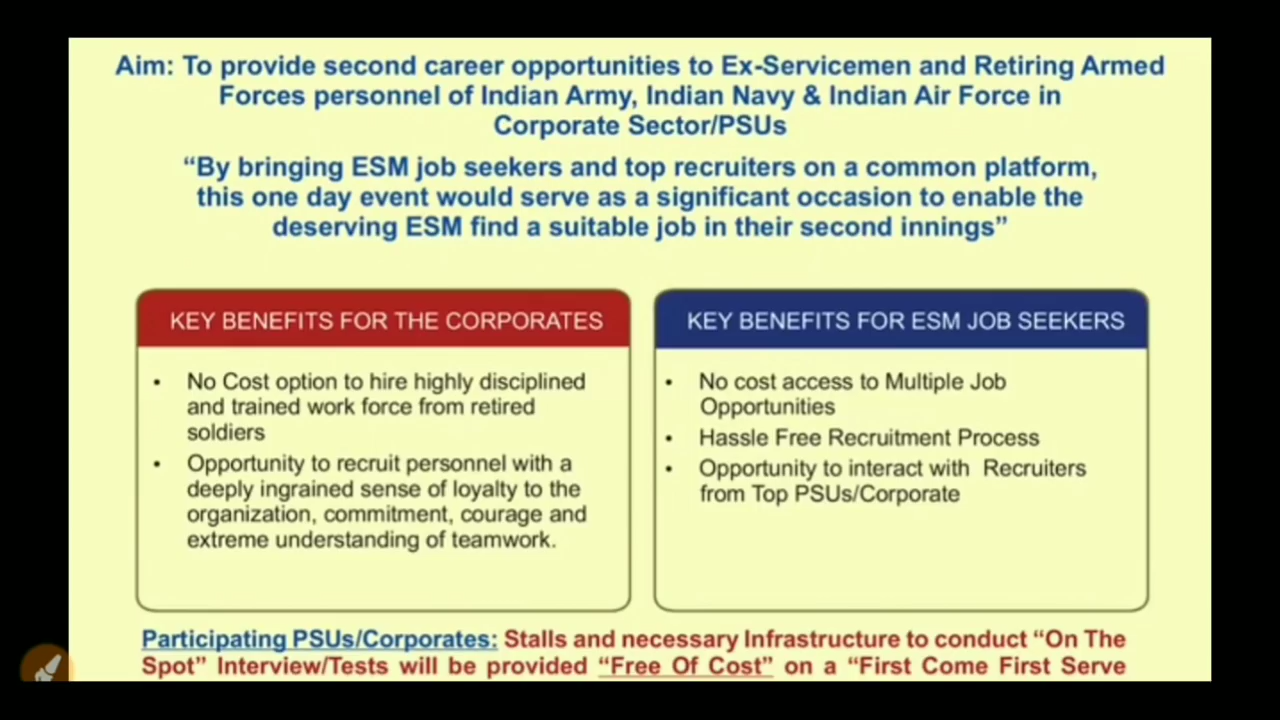 Aim: To provide second career opportunities to Ex-Servicemen and Retiring Armed
Forces personnel of Indian Army, Indian Navy & Indian Air Force in
Corporate Sector/PSUs
“By bringing ESM job seekers and top recruiters on a common platform,
this one day event would serve as a significant occasion to enable the
deserving ESM find a suitable job in their second innings”
KEY BENEFITS FOR THE CORPORATES
• No Cost option to hire highly disciplined
and trained work force from retired
soldiers
• Opportunity to recruit personnel with a
deeply ingrained sense of loyalty to the
organization, commitment, courage and
extreme understanding of teamwork.
KEY BENEFITS FOR ESM JOB SEEKERS
• No cost access to Multiple Job
Opportunities
• Hassle Free Recruitment Process
• Opportunity to interact with Recruiters
from Top PSUs/Corporate
Participating PSUs/Corporates: Stalls and necessary Infrastructure to conduct “On The
Spot” Interview/Tests will be provided “Free Of Cost” on a “First Come First Serve